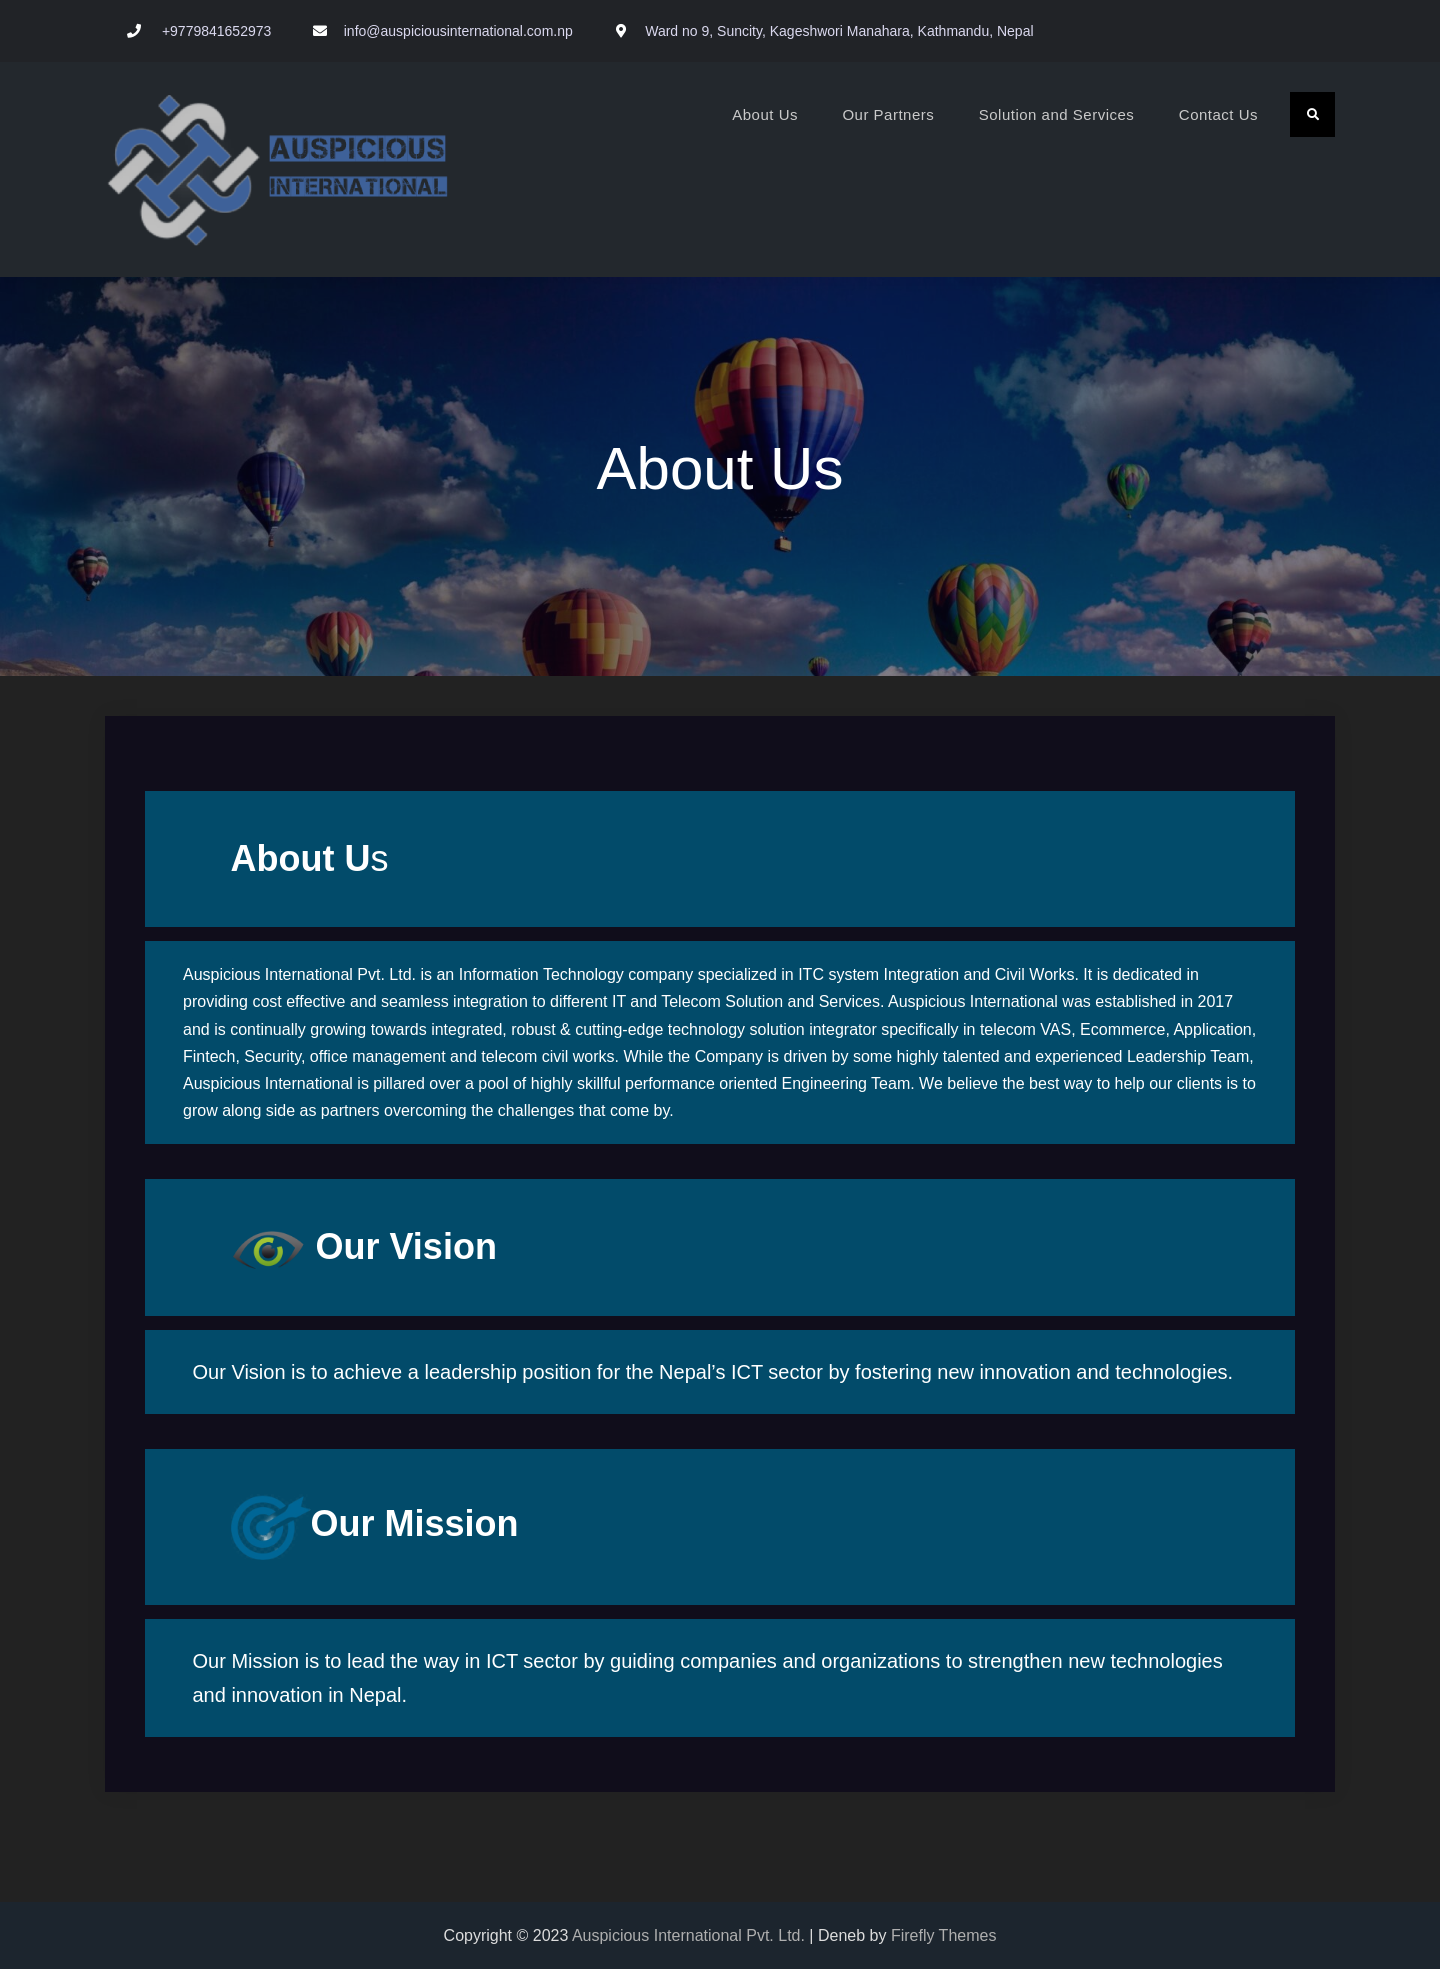 +9779841652973 info@auspiciousinternational.com.np Ward no 9, Suncity, Kageshwori Manahara, Kathmandu, Nepal
AUSPICIOUS
INTERNATIONAL
About Us Our Partners Solution and Services Contact Us
About Us
About Us
Auspicious International Pvt. Ltd. is an Information Technology company specialized in ITC system Integration and Civil Works. It is dedicated in
providing cost effective and seamless integration to different IT and Telecom Solution and Services. Auspicious International was established in 2017
and is continually growing towards integrated, robust & cutting-edge technology solution integrator specifically in telecom VAS, Ecommerce, Application,
Fintech, Security, office management and telecom civil works. While the Company is driven by some highly talented and experienced Leadership Team,
Auspicious International is pillared over a pool of highly skillful performance oriented Engineering Team. We believe the best way to help our clients is to
grow along side as partners overcoming the challenges that come by.
Our Vision
Our Vision is to achieve a leadership position for the Nepal’s ICT sector by fostering new innovation and technologies.
Our Mission
Our Mission is to lead the way in ICT sector by guiding companies and organizations to strengthen new technologies
and innovation in Nepal.
Copyright © 2023 Auspicious International Pvt. Ltd. | Deneb by Firefly Themes